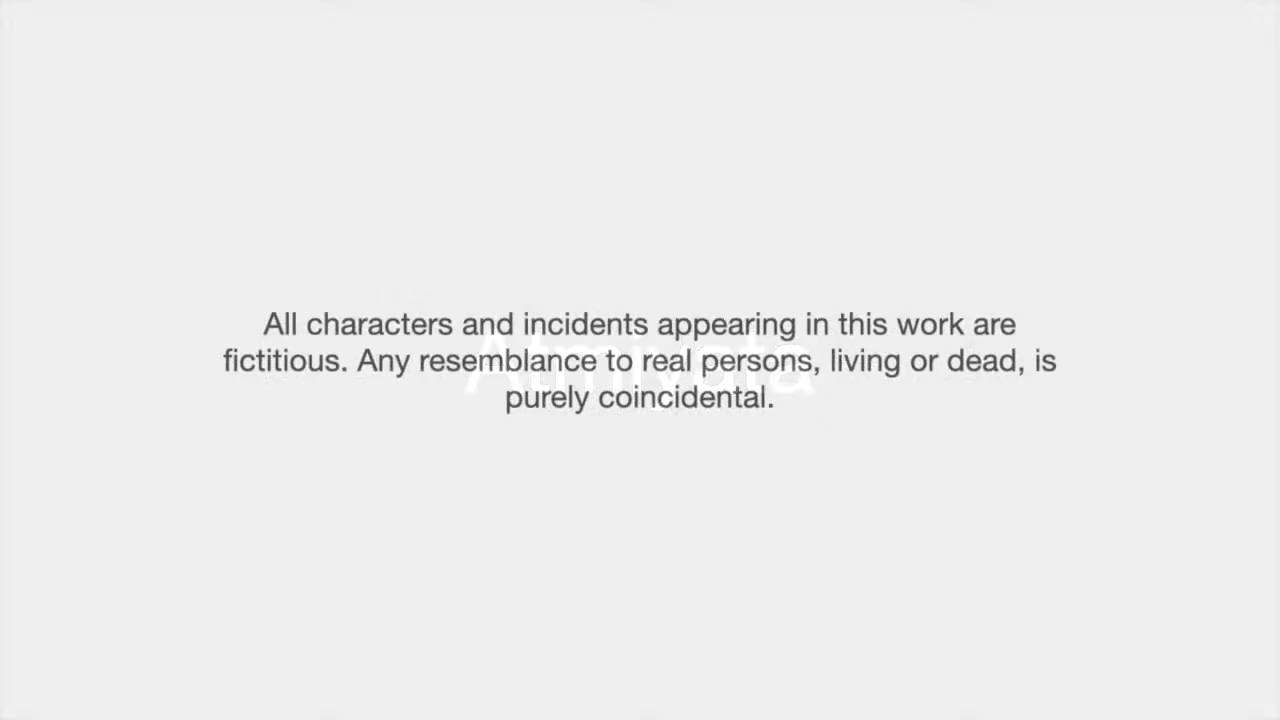 All characters and incidents appearing in this work are
fictitious. Any resemblance to real persons, living or dead, is
purely coincidental.
Atmiyata